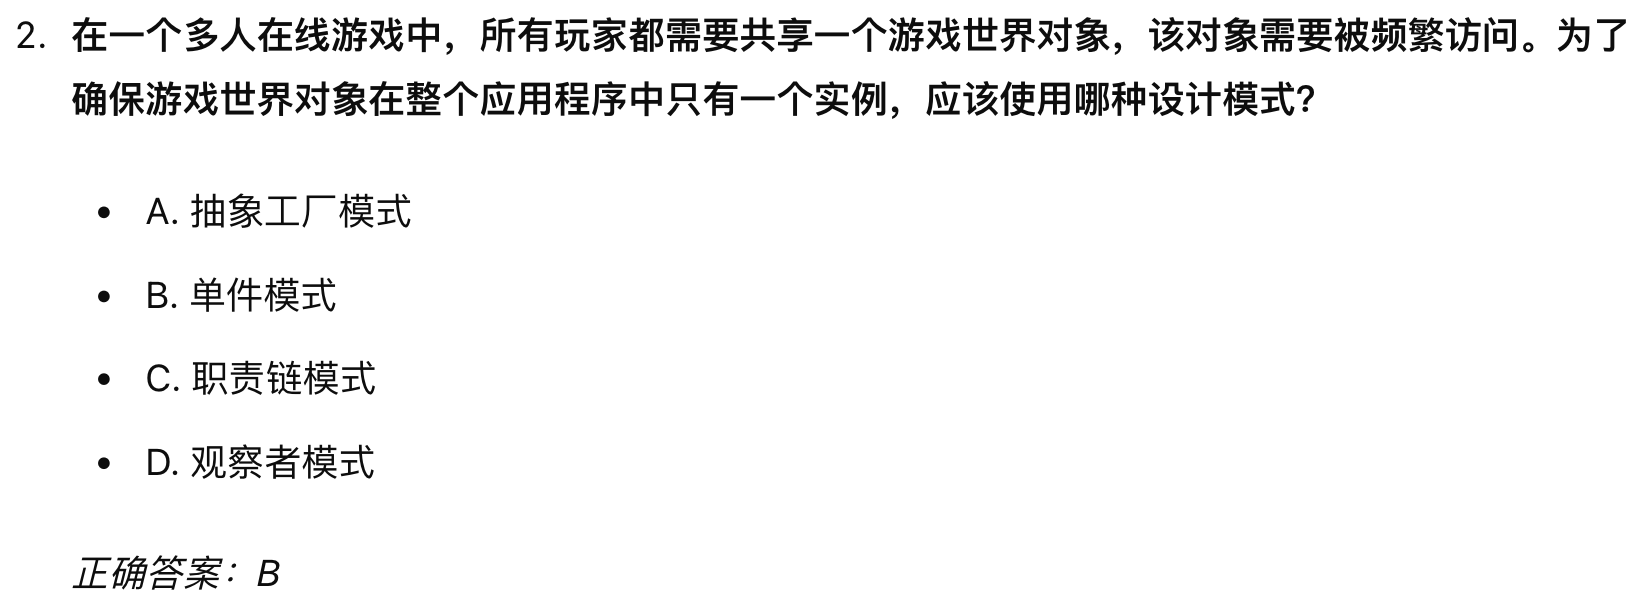 2. 在一个多人在线游戏中，所有玩家都需要共享一个游戏世界对象，该对象需要被频繁访问。为了
确保游戏世界对象在整个应用程序中只有一个实例，应该使用哪种设计模式？
• A. 抽象工厂模式
• B. 单件模式
• C. 职责链模式
• D. 观察者模式
正确答案：B